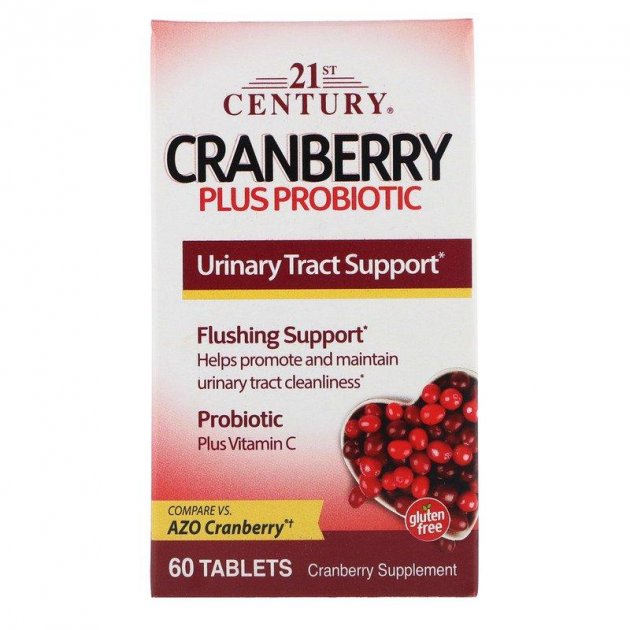 21ST
CENTURY®
CRANBERRY
PLUS PROBIOTIC
Urinary Tract Support*
Flushing Support*
Helps promote and maintain
urinary tract cleanliness*
Probiotic
Plus Vitamin C
COMPARE VS.
AZO Cranberry®†
gluten
free
60 TABLETS Cranberry Supplement